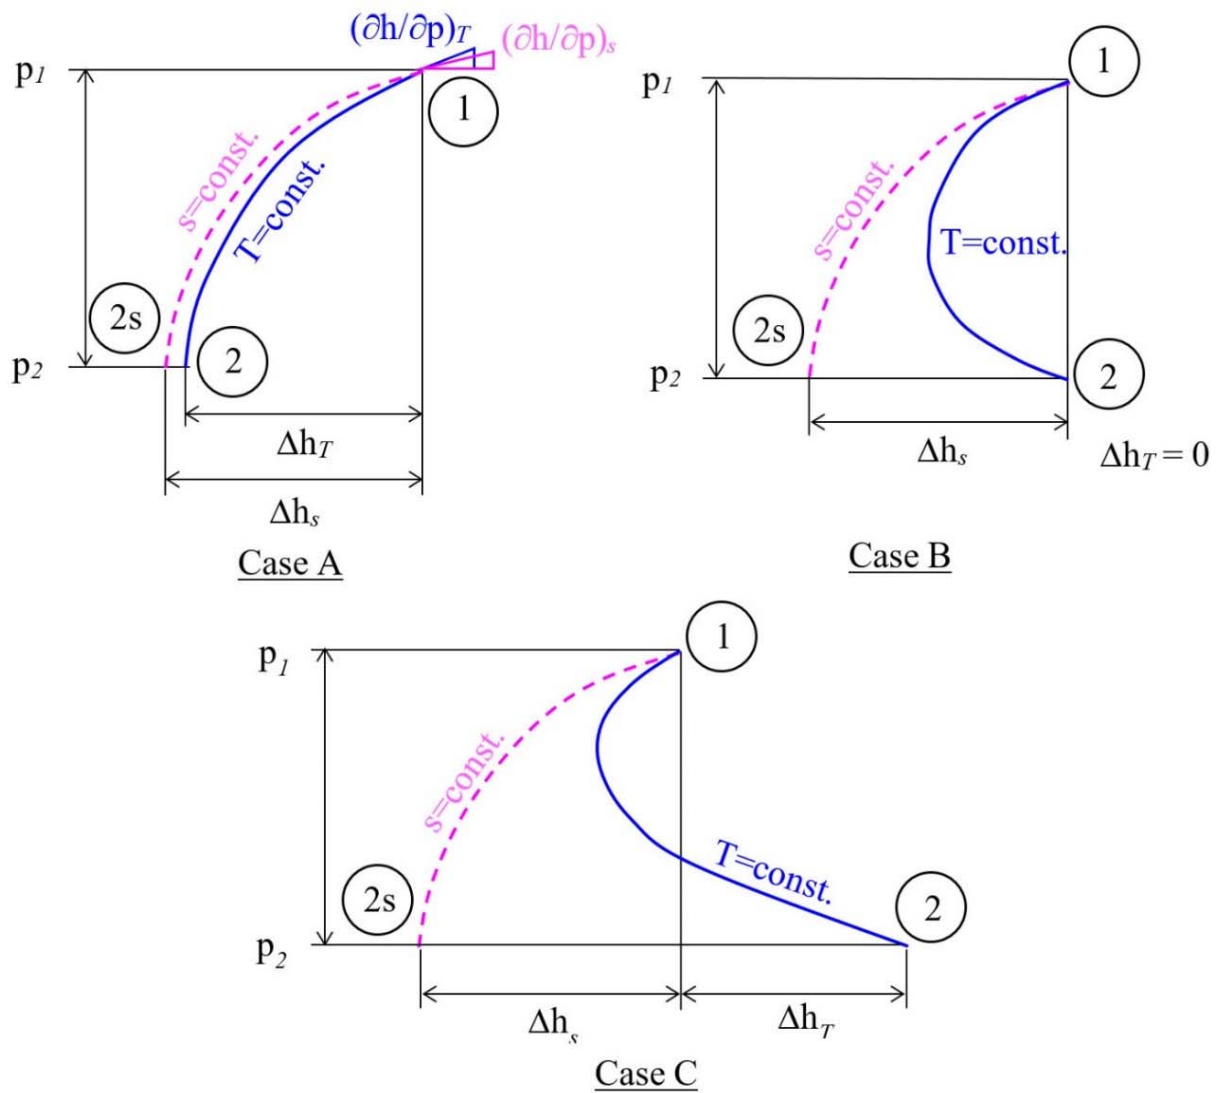 (∂h/∂p)T
(∂h/∂p)s
p1
1
s=const.
T=const.
2s
2
p2
ΔhT
Δhs
Case A
p1
1
s=const.
T=const.
2s
2
p2
Δhs
ΔhT = 0
Case B
p1
1
s=const.
T=const.
2s
2
p2
Δhs
ΔhT
Case C